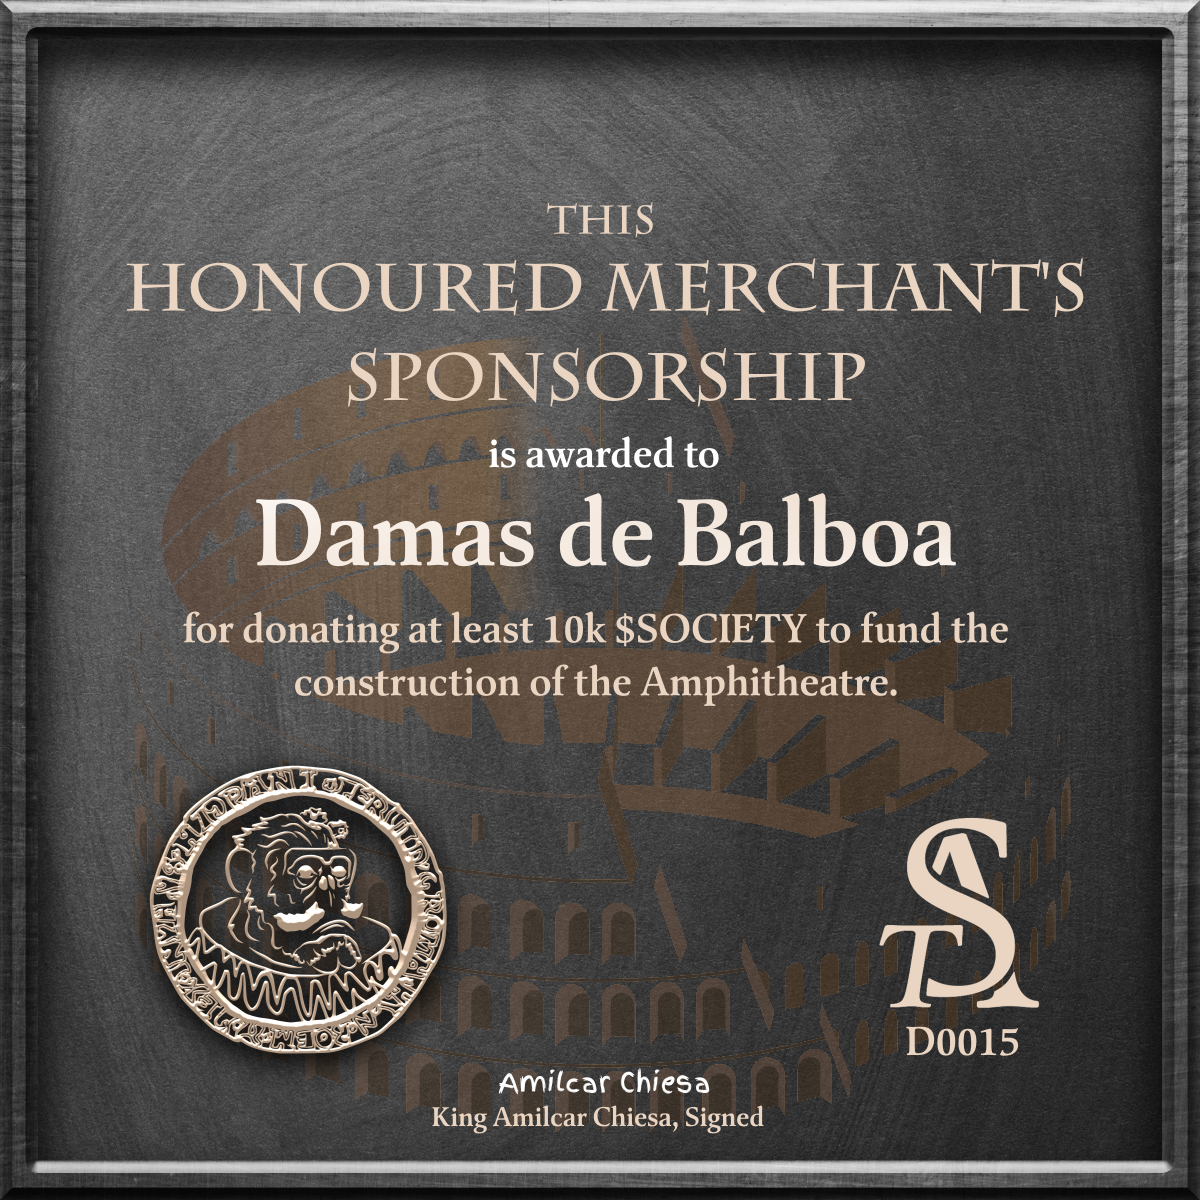 THIS
HONOURED MERCHANT'S
SPONSORSHIP
is awarded to
Damas de Balboa
for donating at least 10k $SOCIETY to fund the
construction of the Amphitheatre.
TSA
D0015
Amilcar Chiesa
King Amilcar Chiesa, Signed